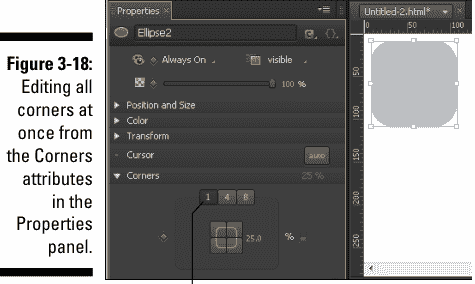 Figure 3-18:
Editing all
corners at
once from
the Corners
attributes
in the
Properties
panel.
Properties ×
Ellipse2
Always On
visible
100 %
Position and Size
Color
Transform
Cursor
auto
Corners
25 %
1 4 8
25.0 %
Untitled-2.html* ×
0 50 100
0
50
100
150
200
250